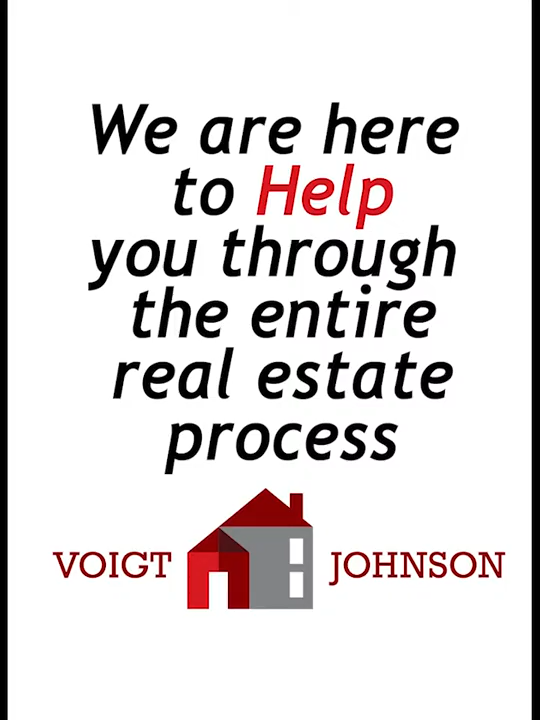 We are here
to Help
you through
the entire
real estate
process
VOIGT JOHNSON